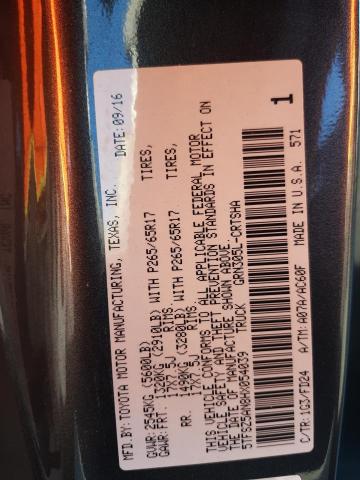 MFD.BY: TOYOTA MOTOR MANUFACTURING, TEXAS, INC. DATE: 09/16
GVWR: 2545KG (5600LB)
GAWR: FRT. 1320KG (2910LB) WITH P265/65R17 TIRES,
17X7.5J RIMS,
RR. 1490KG (3280LB) WITH P265/65R17 TIRES,
17X7.5J RIMS.
THIS VEHICLE CONFORMS TO ALL APPLICABLE FEDERAL MOTOR
VEHICLE SAFETY AND THEFT PREVENTION STANDARDS IN EFFECT ON
THE DATE OF MANUFACTURE SHOWN ABOVE.
5TFSZ5AN8HX054039 TRUCK GRN305L-CRTSHA 1
C/TR: 1G3/FD24 A/TM: A07A/AC60F MADE IN U.S.A. 571